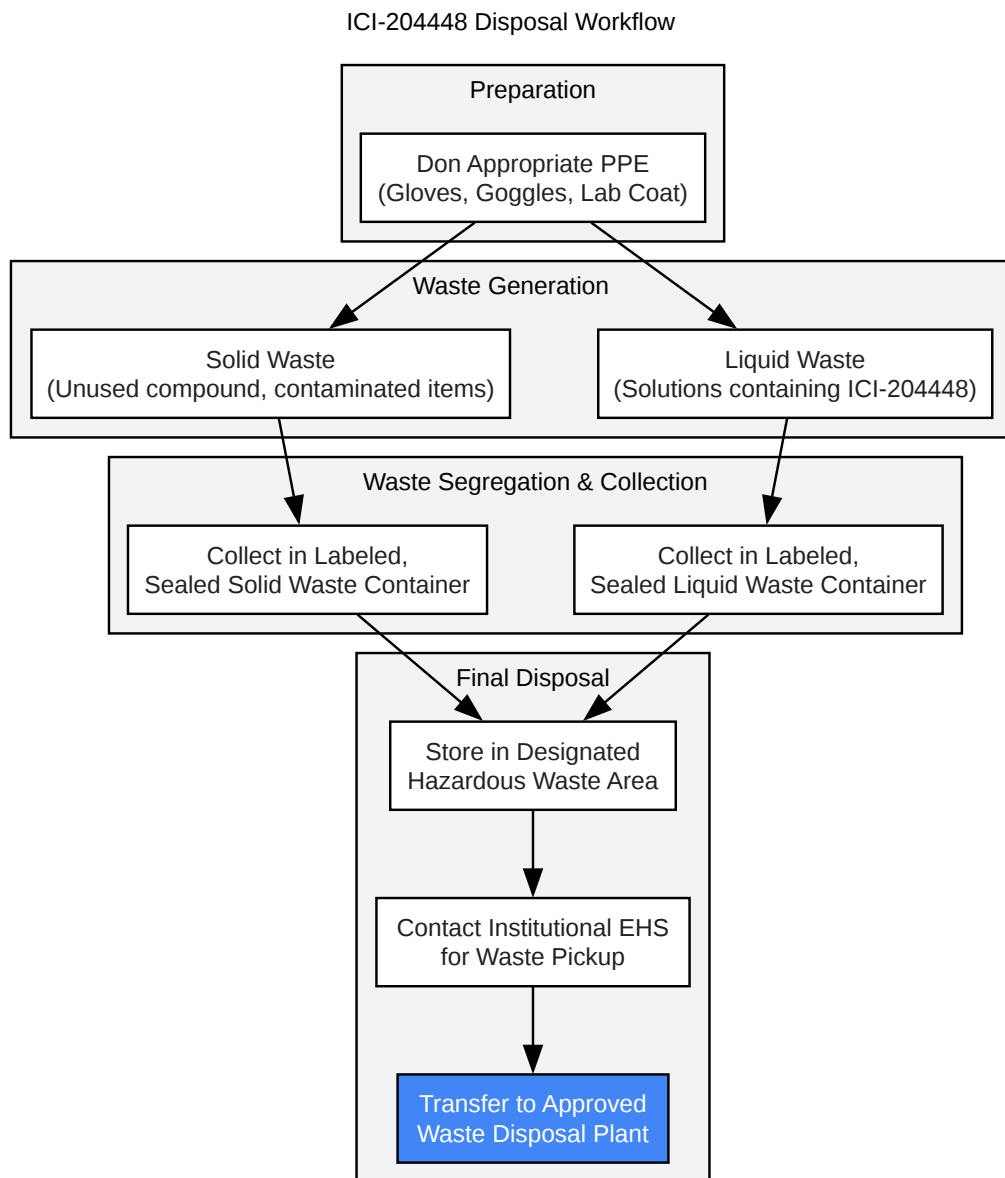 ICI-204448 Disposal Workflow
Preparation
Don Appropriate PPE
(Gloves, Goggles, Lab Coat)
Waste Generation
Solid Waste
(Unused compound, contaminated items)
Liquid Waste
(Solutions containing ICI-204448)
Waste Segregation & Collection
Collect in Labeled,
Sealed Solid Waste Container
Collect in Labeled,
Sealed Liquid Waste Container
Final Disposal
Store in Designated
Hazardous Waste Area
Contact Institutional EHS
for Waste Pickup
Transfer to Approved
Waste Disposal Plant